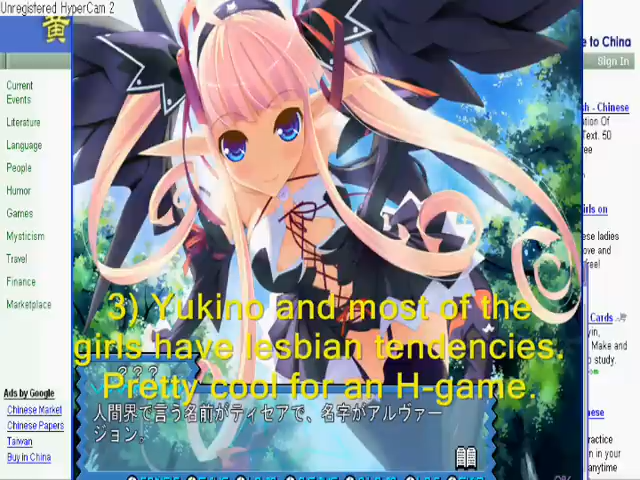 Unregistered HyperCam 2
黄
e to China
Sign In
Current
Events
Literature
Language
People
Humor
Games
Mysticism
Travel
Finance
Marketplace
sh - Chinese
tion Of
Text. 50
ree
irls on
ese ladies
ove and
ree!
Cards
yin,
Make and
o study.
ese
ractice
n in your
anytime
3) Yukino and most of the
girls have lesbian tendencies.
Pretty cool for an H-game.
？？？
人間界で言う名前がティセアで、名字がアルヴァー
ジョン。
Ads by Google
Chinese Market
Chinese Papers
Taiwan
Buy in China